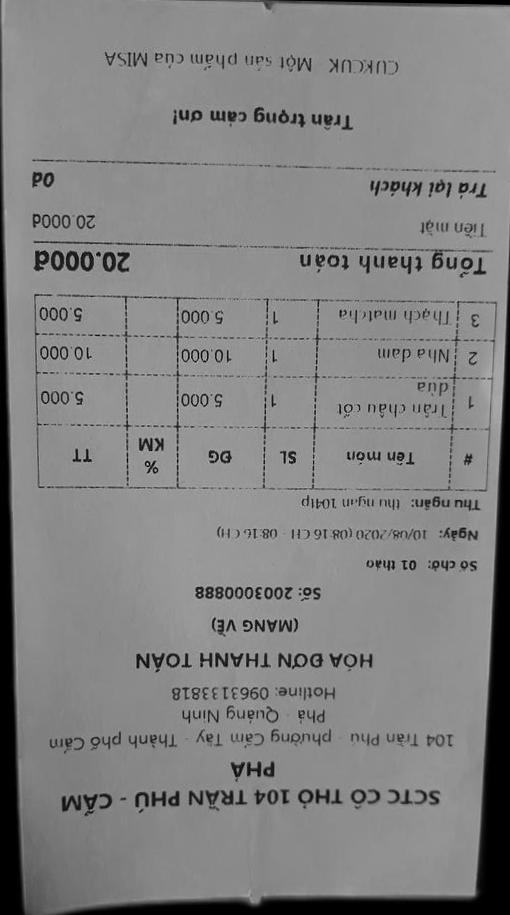 SCTC CÔ THỎ 104 TRẦN PHÚ - CẨM
PHẢ
104 Trần Phú - phường Cẩm Tây - Thành phố Cẩm
Phả - Quảng Ninh
Hotline: 0963133818
HÓA ĐƠN THANH TOÁN
(MANG VỀ)
Số: 2003000888
Số chờ: 01 thảo
Ngày: 10/08/2020 (08:16 CH - 08:16 CH)
Thu ngân: thu ngan 104tp
# Tên món SL ĐG % KM TT
1 Trân châu cốt dừa 1 5.000 5.000
2 Nha đam 1 10.000 10.000
3 Thạch matcha 1 5.000 5.000
Tổng thanh toán 20.000đ
Tiền mặt 20.000đ
Trả lại khách 0đ
Trân trọng cảm ơn!
CUKCUK - Một sản phẩm của MISA